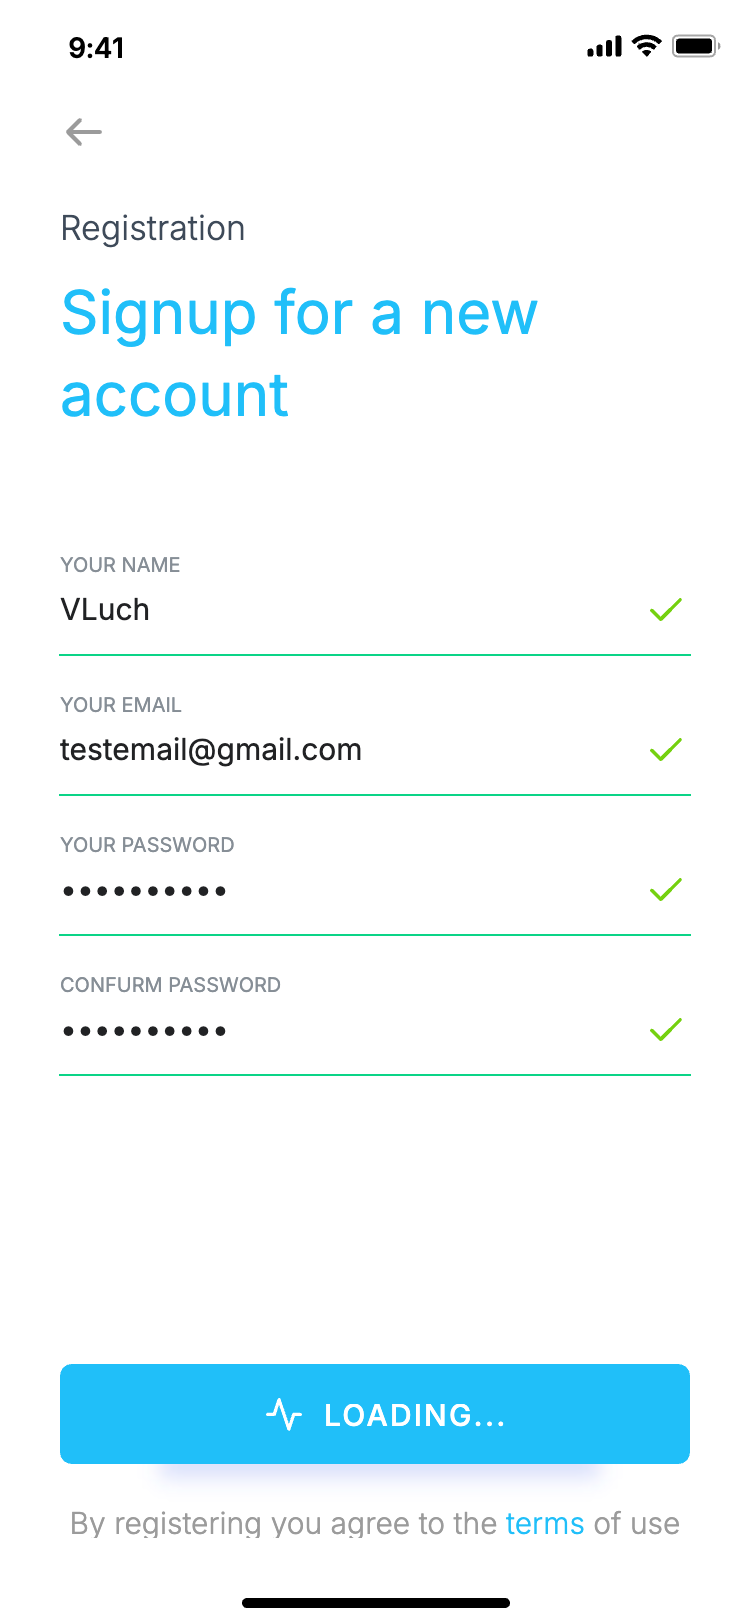 9:41
Registration
Signup for a new
account
YOUR NAME
VLuch
YOUR EMAIL
testemail@gmail.com
YOUR PASSWORD
••••••••••
CONFURM PASSWORD
••••••••••
LOADING...
By registering you agree to the terms of use